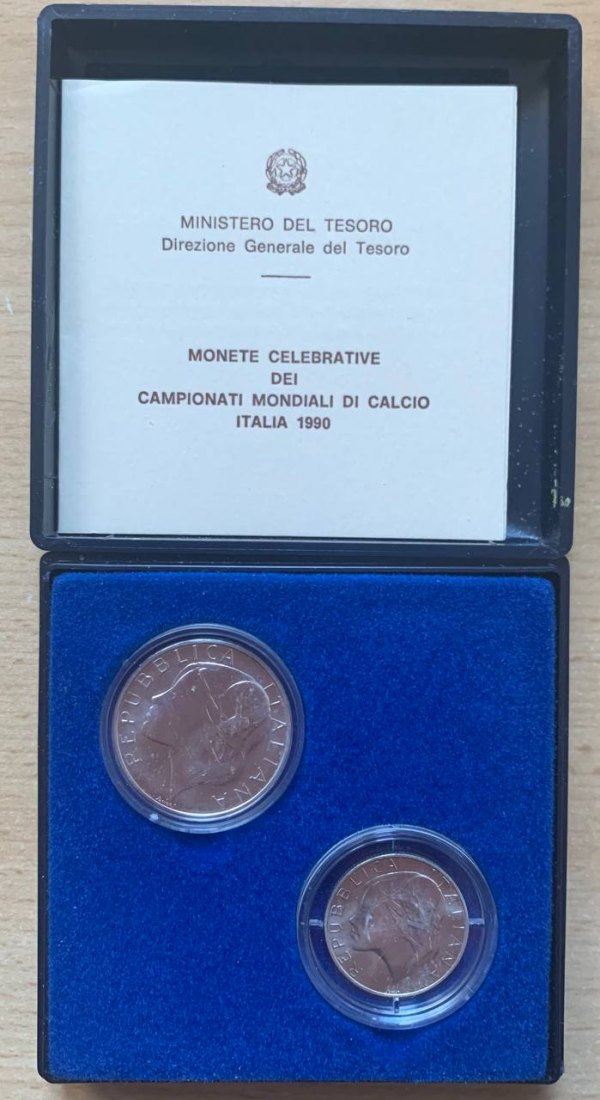 MINISTERO DEL TESORO
Direzione Generale del Tesoro
MONETE CELEBRATIVE
DEI
CAMPIONATI MONDIALI DI CALCIO
ITALIA 1990
REPUBBLICA ITALIANA
REPUBBLICA ITALIANA